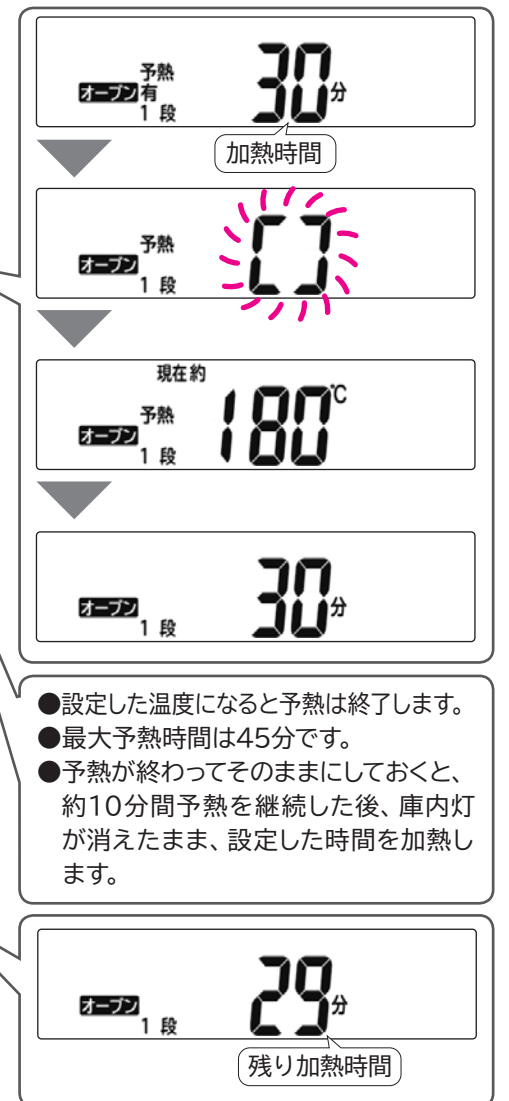 予熱
オーブン 有 30分
1 段
加熱時間
予熱
オーブン
1 段
現在 約
予熱 180℃
オーブン
1 段
オーブン 30分
1 段
●設定した温度になると予熱は終了します。
●最大予熱時間は45分です。
●予熱が終わってそのままにしておくと、
約10分間予熱を継続した後、庫内灯
が消えたまま、設定した時間を加熱し
ます。
オーブン 29分
1 段
残り加熱時間